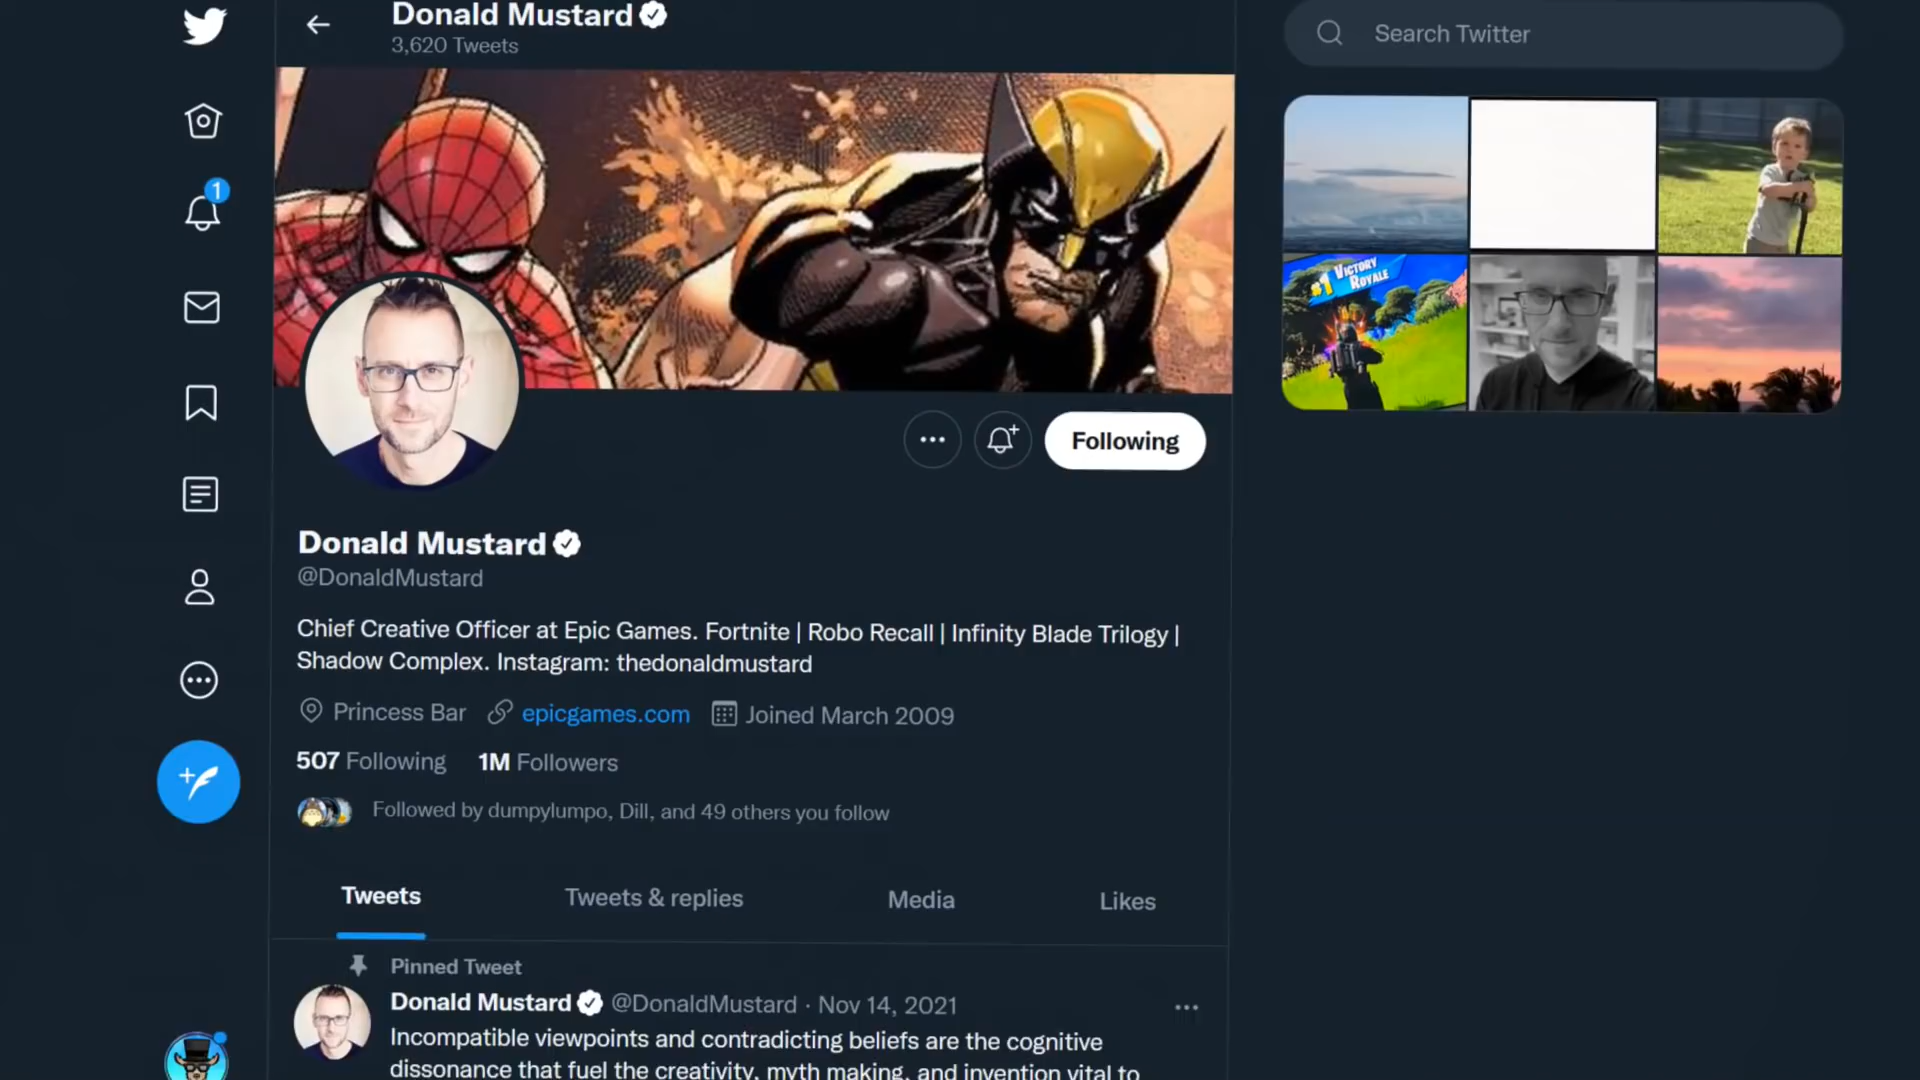 Donald Mustard
3,620 Tweets
Search Twitter
1
#1 VICTORY
ROYALE
Following
Donald Mustard
@DonaldMustard
Chief Creative Officer at Epic Games. Fortnite | Robo Recall | Infinity Blade Trilogy |
Shadow Complex. Instagram: thedonaldmustard
Princess Bar epicgames.com Joined March 2009
507 Following 1M Followers
Followed by dumpylumpo, Dill, and 49 others you follow
Tweets Tweets & replies Media Likes
Pinned Tweet
Donald Mustard @DonaldMustard · Nov 14, 2021
Incompatible viewpoints and contradicting beliefs are the cognitive
dissonance that fuel the creativity, myth making, and invention vital to